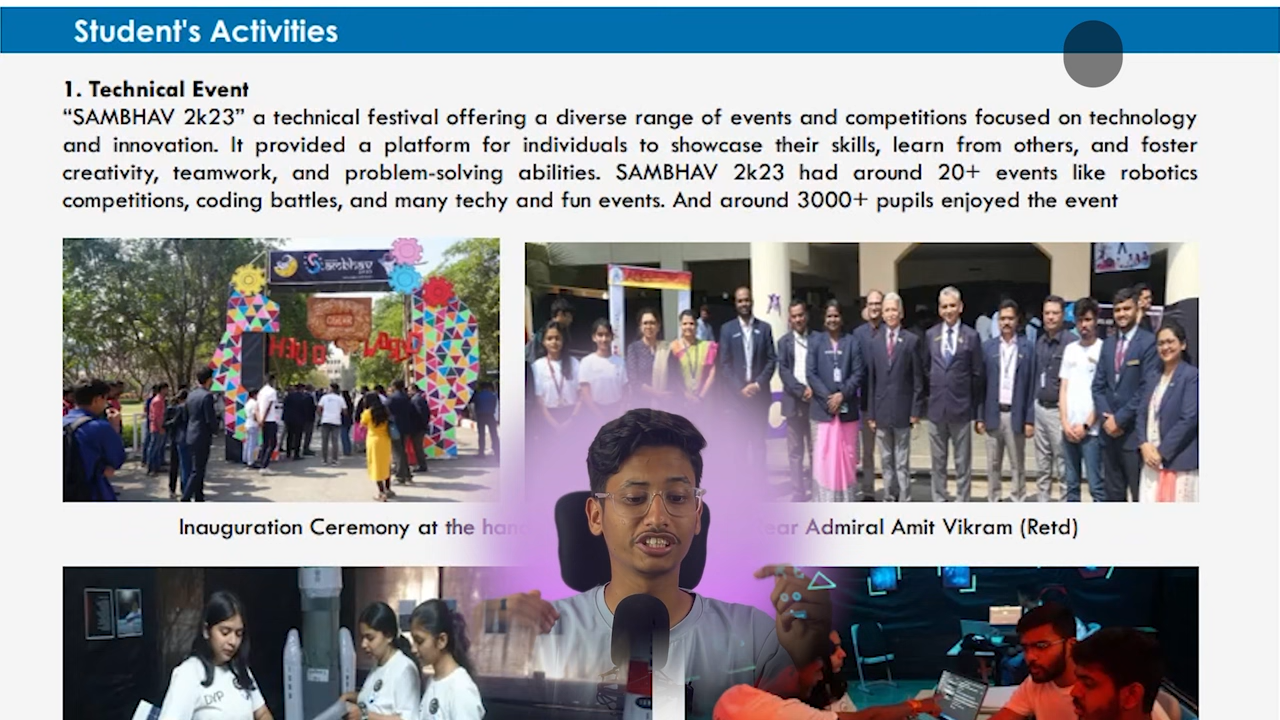 Student's Activities
1. Technical Event
“SAMBHAV 2k23” a technical festival offering a diverse range of events and competitions focused on technology
and innovation. It provided a platform for individuals to showcase their skills, learn from others, and foster
creativity, teamwork, and problem-solving abilities. SAMBHAV 2k23 had around 20+ events like robotics
competitions, coding battles, and many techy and fun events. And around 3000+ pupils enjoyed the event
Sambhav
Inauguration Ceremony at the hand
Rear Admiral Amit Vikram (Retd)
DYP